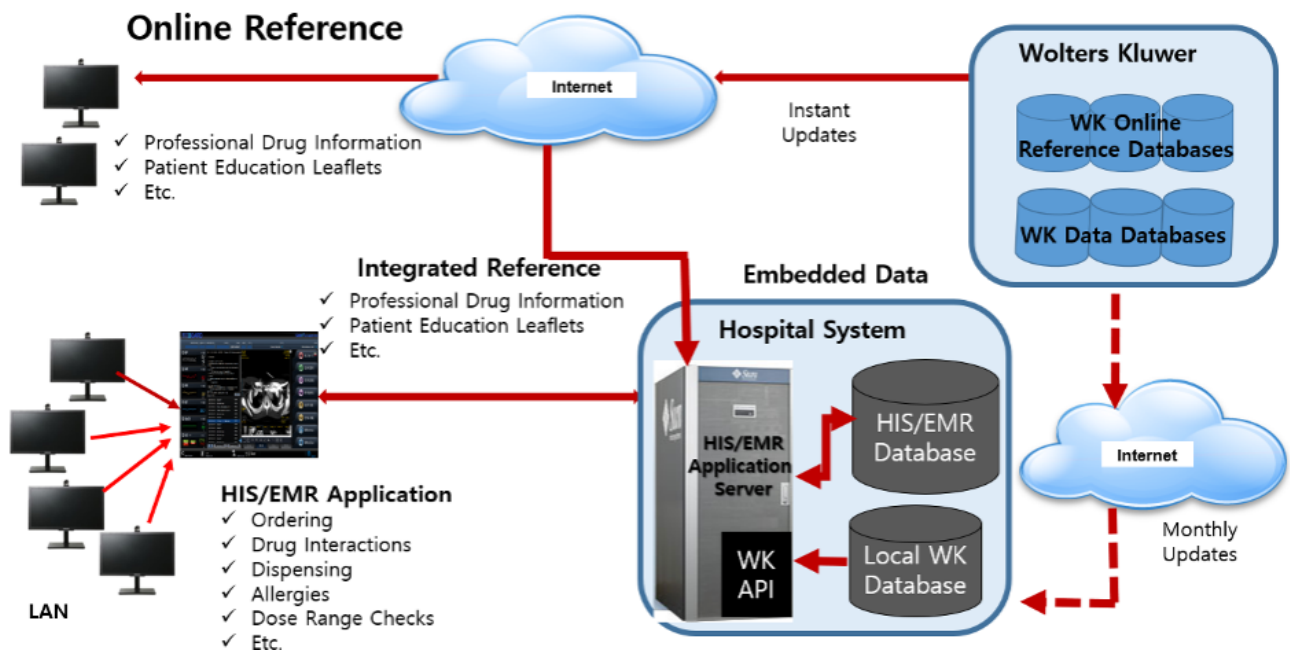 Online Reference
Internet
Instant
Updates
Wolters Kluwer
WK Online
Reference Databases
WK Data Databases
✓ Professional Drug Information
✓ Patient Education Leaflets
✓ Etc.
Integrated Reference
✓ Professional Drug Information
✓ Patient Education Leaflets
✓ Etc.
Embedded Data
Hospital System
Sun
Sun
HIS/EMR
Application
Server
WK
API
HIS/EMR
Database
Local WK
Database
Internet
Monthly
Updates
HIS/EMR Application
✓ Ordering
✓ Drug Interactions
✓ Dispensing
✓ Allergies
✓ Dose Range Checks
✓ Etc.
LAN